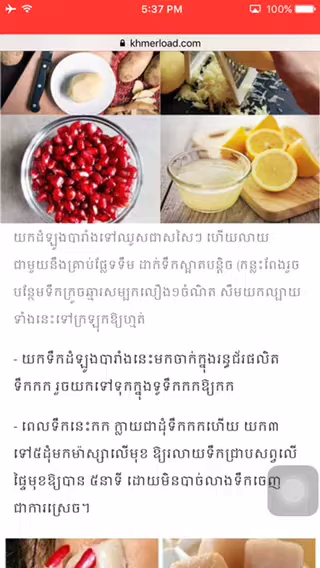 5:37 PM
100%
khmerload.com
យកដំឡូងបារាំងទៅឈូសជាសសៃៗ ហើយលាយ
ជាមួយនឹងគ្រាប់ផ្លែទទឹម ដាក់ទឹកស្អាតបន្តិច (កន្លះពែងរួច
បន្ថែមទឹកក្រូចឆ្មារសម្បកលឿង១ចំណិត សឹមយកល្បាយ
ទាំងនេះទៅក្រឡុកឱ្យហ្មត់
- យកទឹកដំឡូងបារាំងនេះមកចាក់ក្នុងរន្ធជ័រផលិត
ទឹកកក រួចយកទៅទុកក្នុងទូទឹកកកឱ្យកក
- ពេលទឹកនេះកក ក្លាយជាដុំទឹកកកហើយ យក៣
ទៅ៥ដុំមកម៉ាស្សាលើមុខ ឱ្យរលាយទឹកជ្រាបសព្វលើ
ផ្ទៃមុខឱ្យបាន ៥នាទី ដោយមិនបាច់លាងទឹកចេញ
ជាការស្រេច។